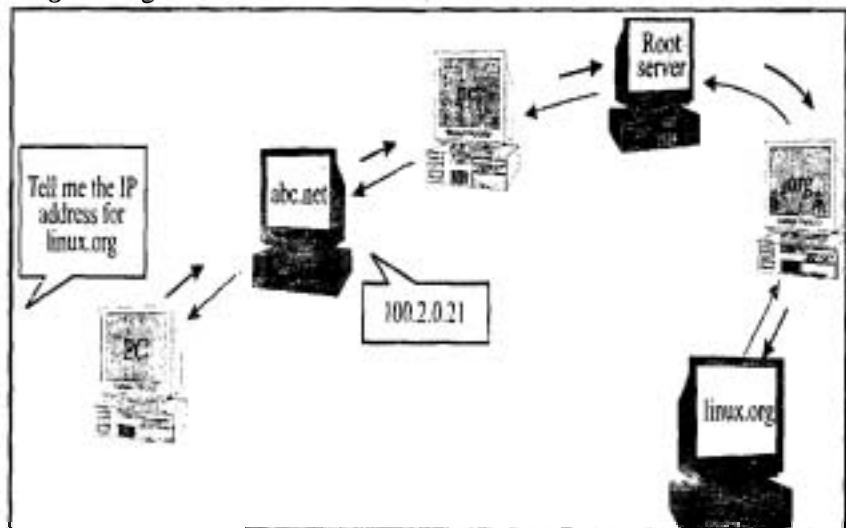 Root
server
Tell me the IP
address for
linux.org
abc.net
.org
100.2.0.21
PC
linux.org